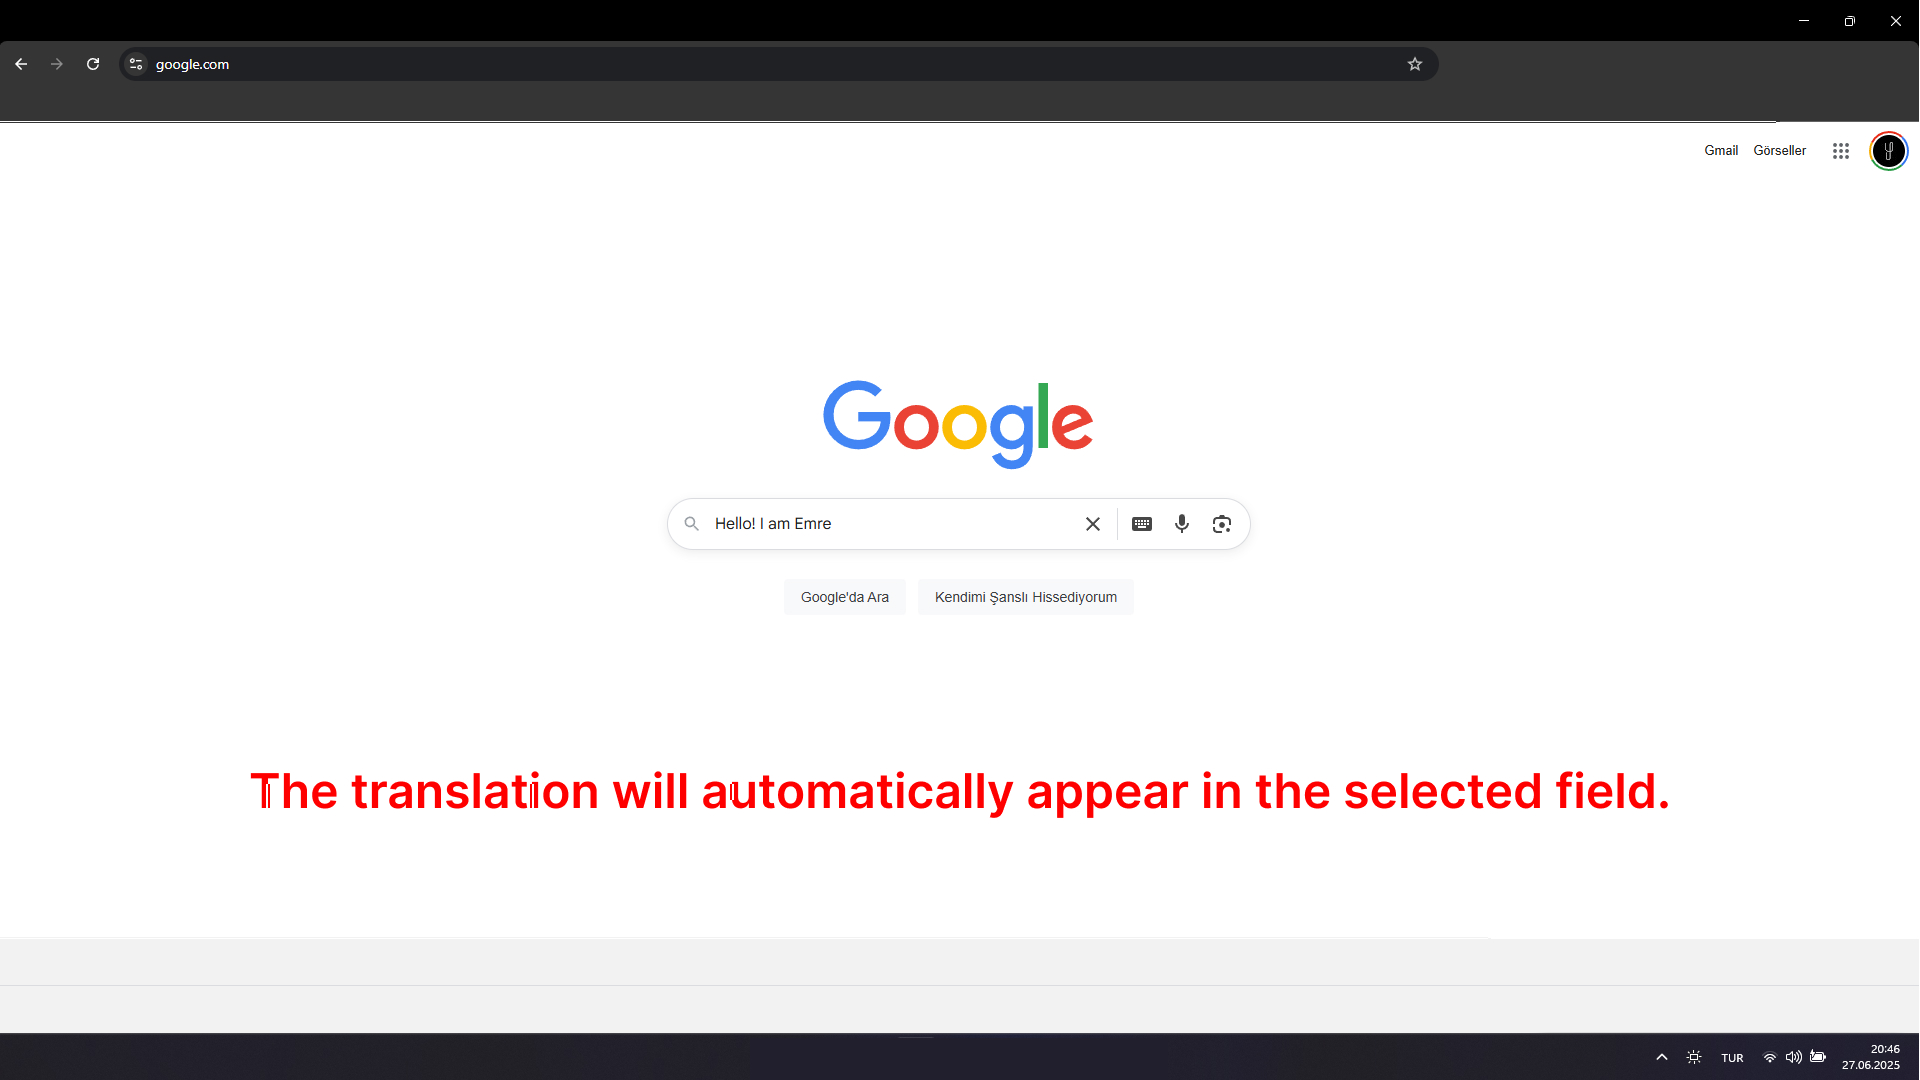 google.com
Gmail Görseller
Google
Hello! I am Emre
Google'da Ara Kendimi Şanslı Hissediyorum
The translation will automatically appear in the selected field.
TUR
20:46
27.06.2025